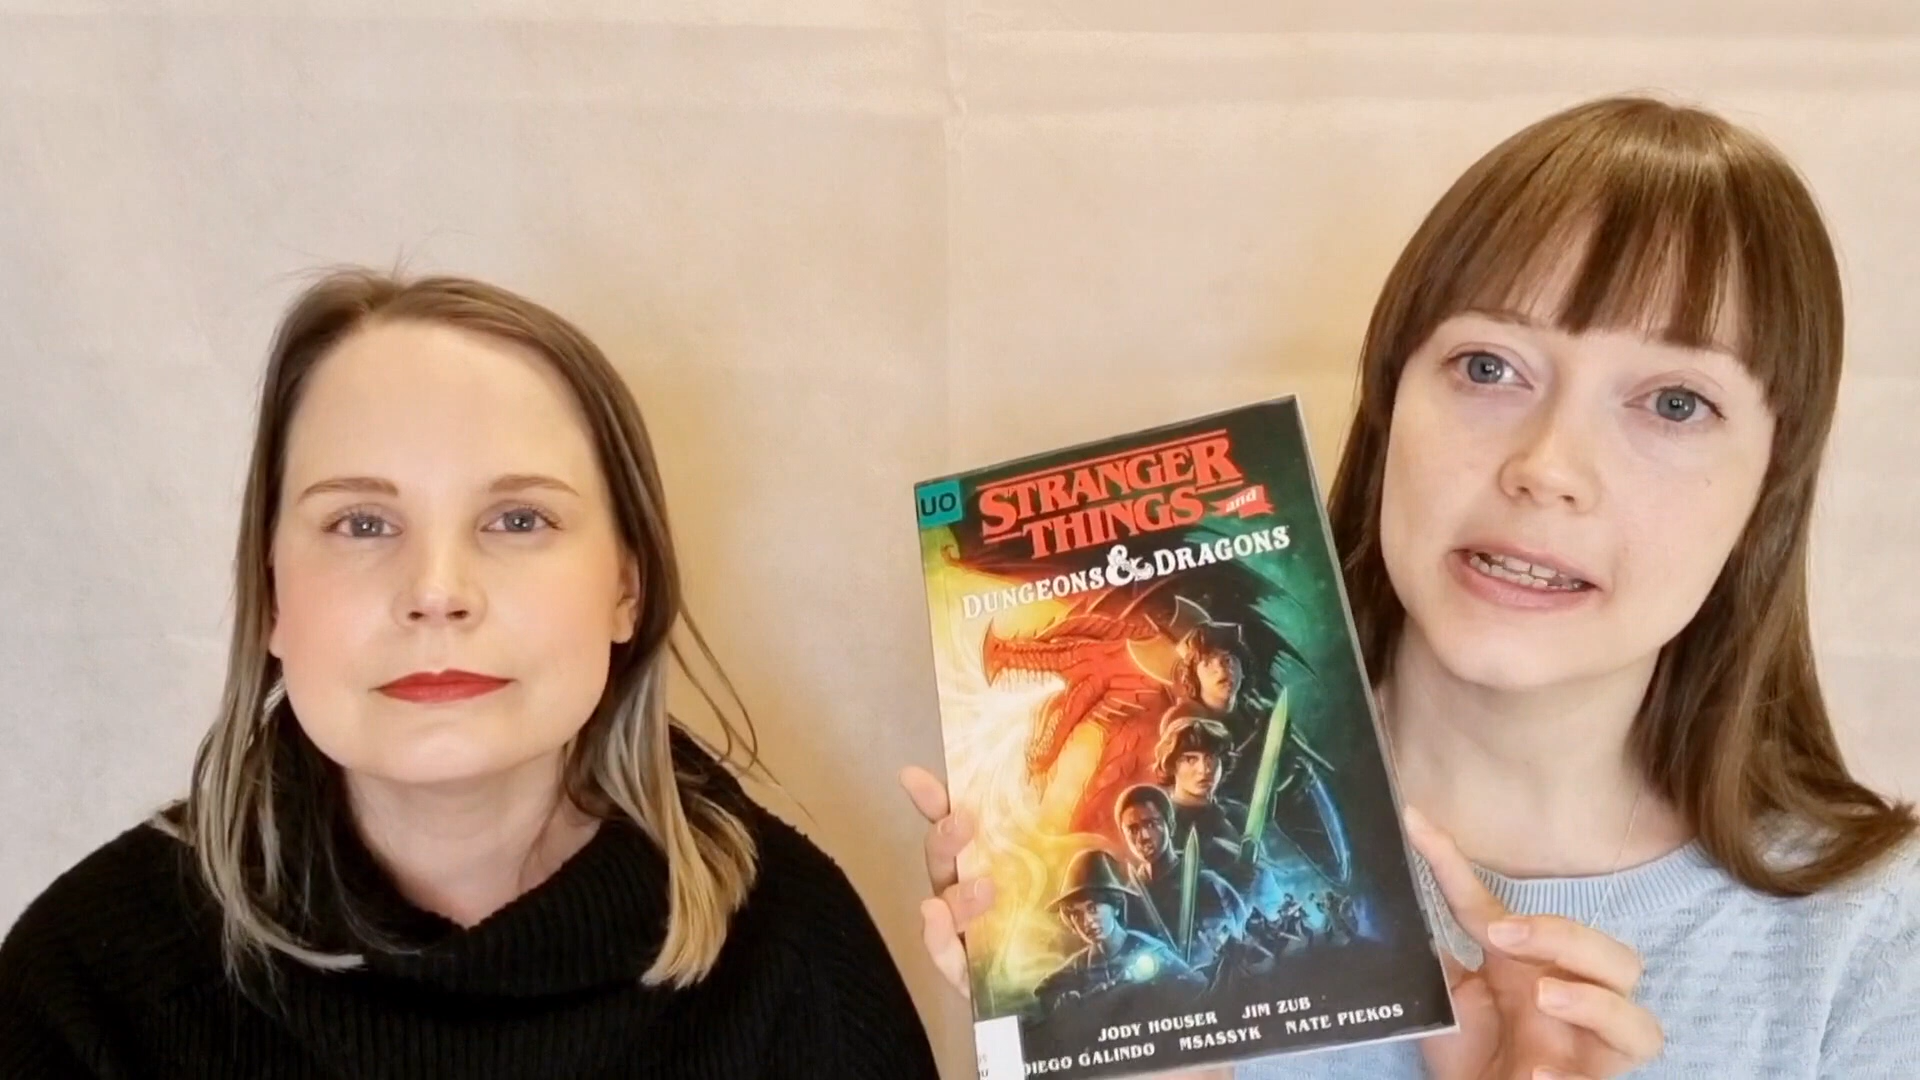 UO
STRANGER
THINGS and
DUNGEONS & DRAGONS
JODY HOUSER JIM ZUB
DIEGO GALINDO MSASSYK NATE PIEKOS